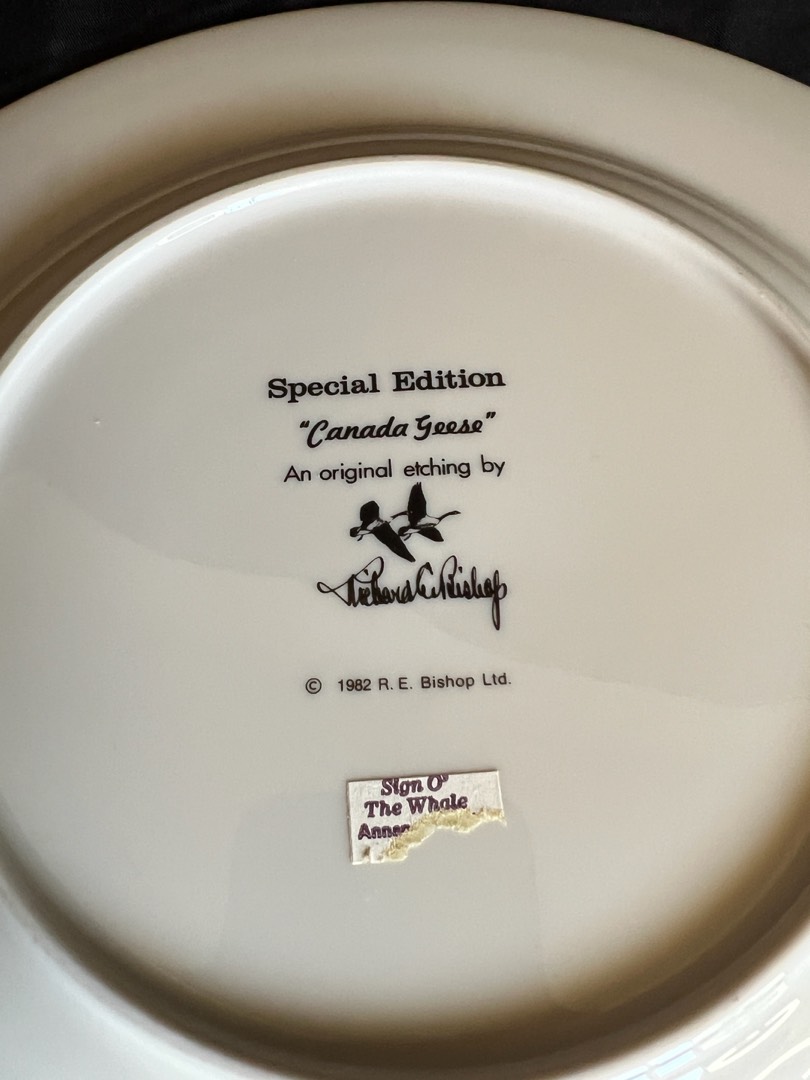 Special Edition
"Canada Geese"
An original etching by
Richard E. Bishop
© 1982 R. E. Bishop Ltd.
Sign O'
The Whale